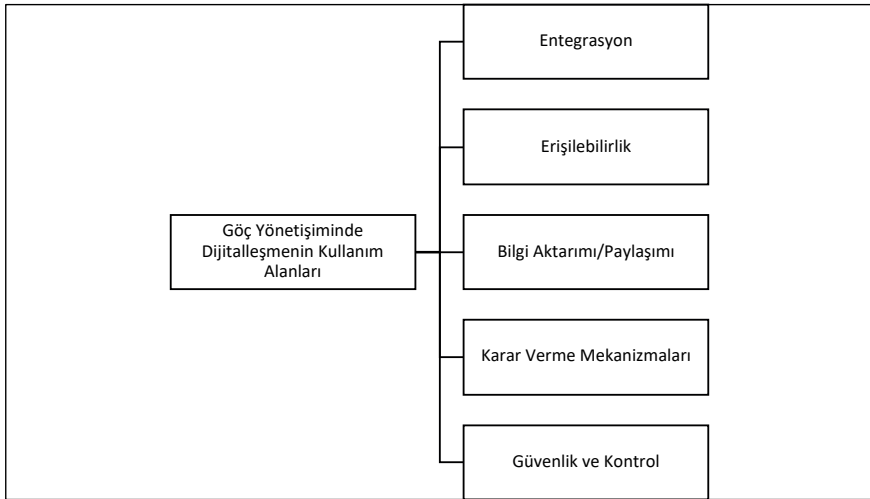 Entegrasyon
Erişilebilirlik
Göç Yönetişiminde
Dijitalleşmenin Kullanım
Alanları
Bilgi Aktarımı/Paylaşımı
Karar Verme Mekanizmaları
Güvenlik ve Kontrol